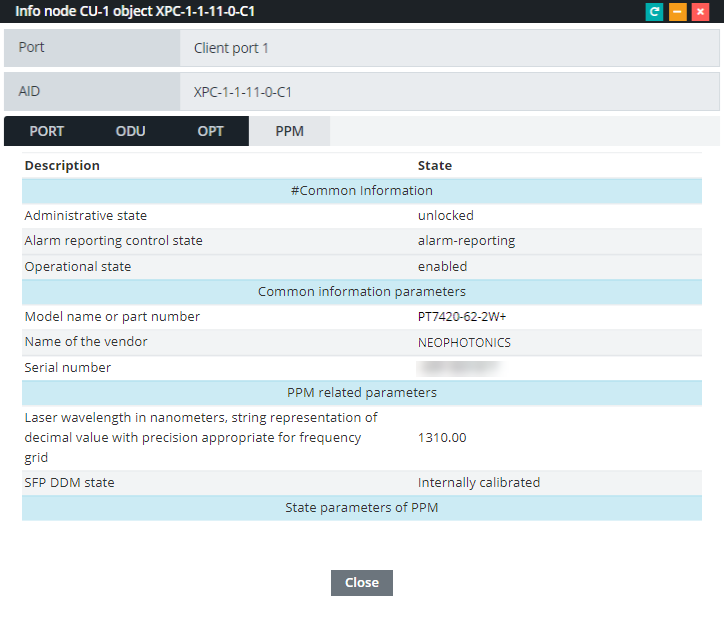 Info node CU-1 object XPC-1-1-11-0-C1
Port Client port 1
AID XPC-1-1-11-0-C1
PORT ODU OPT PPM
Description State
#Common Information
Administrative state unlocked
Alarm reporting control state alarm-reporting
Operational state enabled
Common information parameters
Model name or part number PT7420-62-2W+
Name of the vendor NEOPHOTONICS
Serial number
PPM related parameters
Laser wavelength in nanometers, string representation of
decimal value with precision appropriate for frequency 1310.00
grid
SFP DDM state Internally calibrated
State parameters of PPM
Close